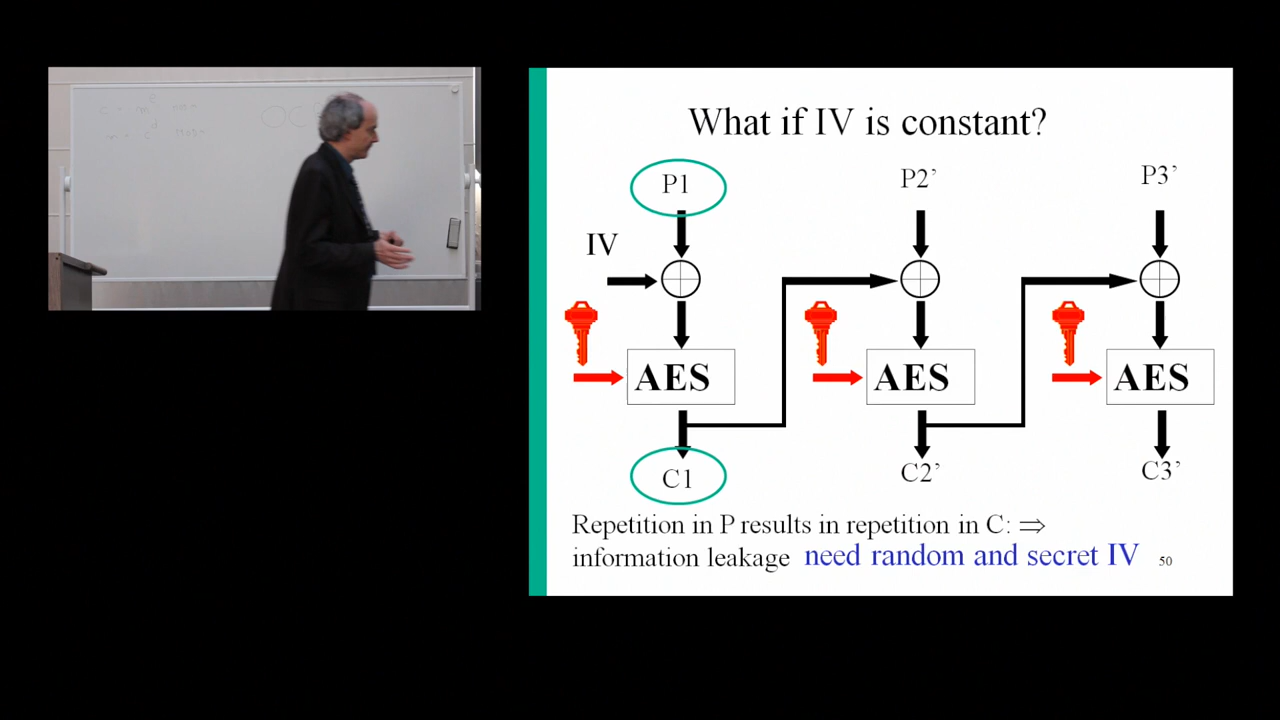 What if IV is constant?
P1 P2’ P3’
IV
AES AES AES
C1 C2’ C3’
Repetition in P results in repetition in C: ⇒
information leakage need random and secret IV 50